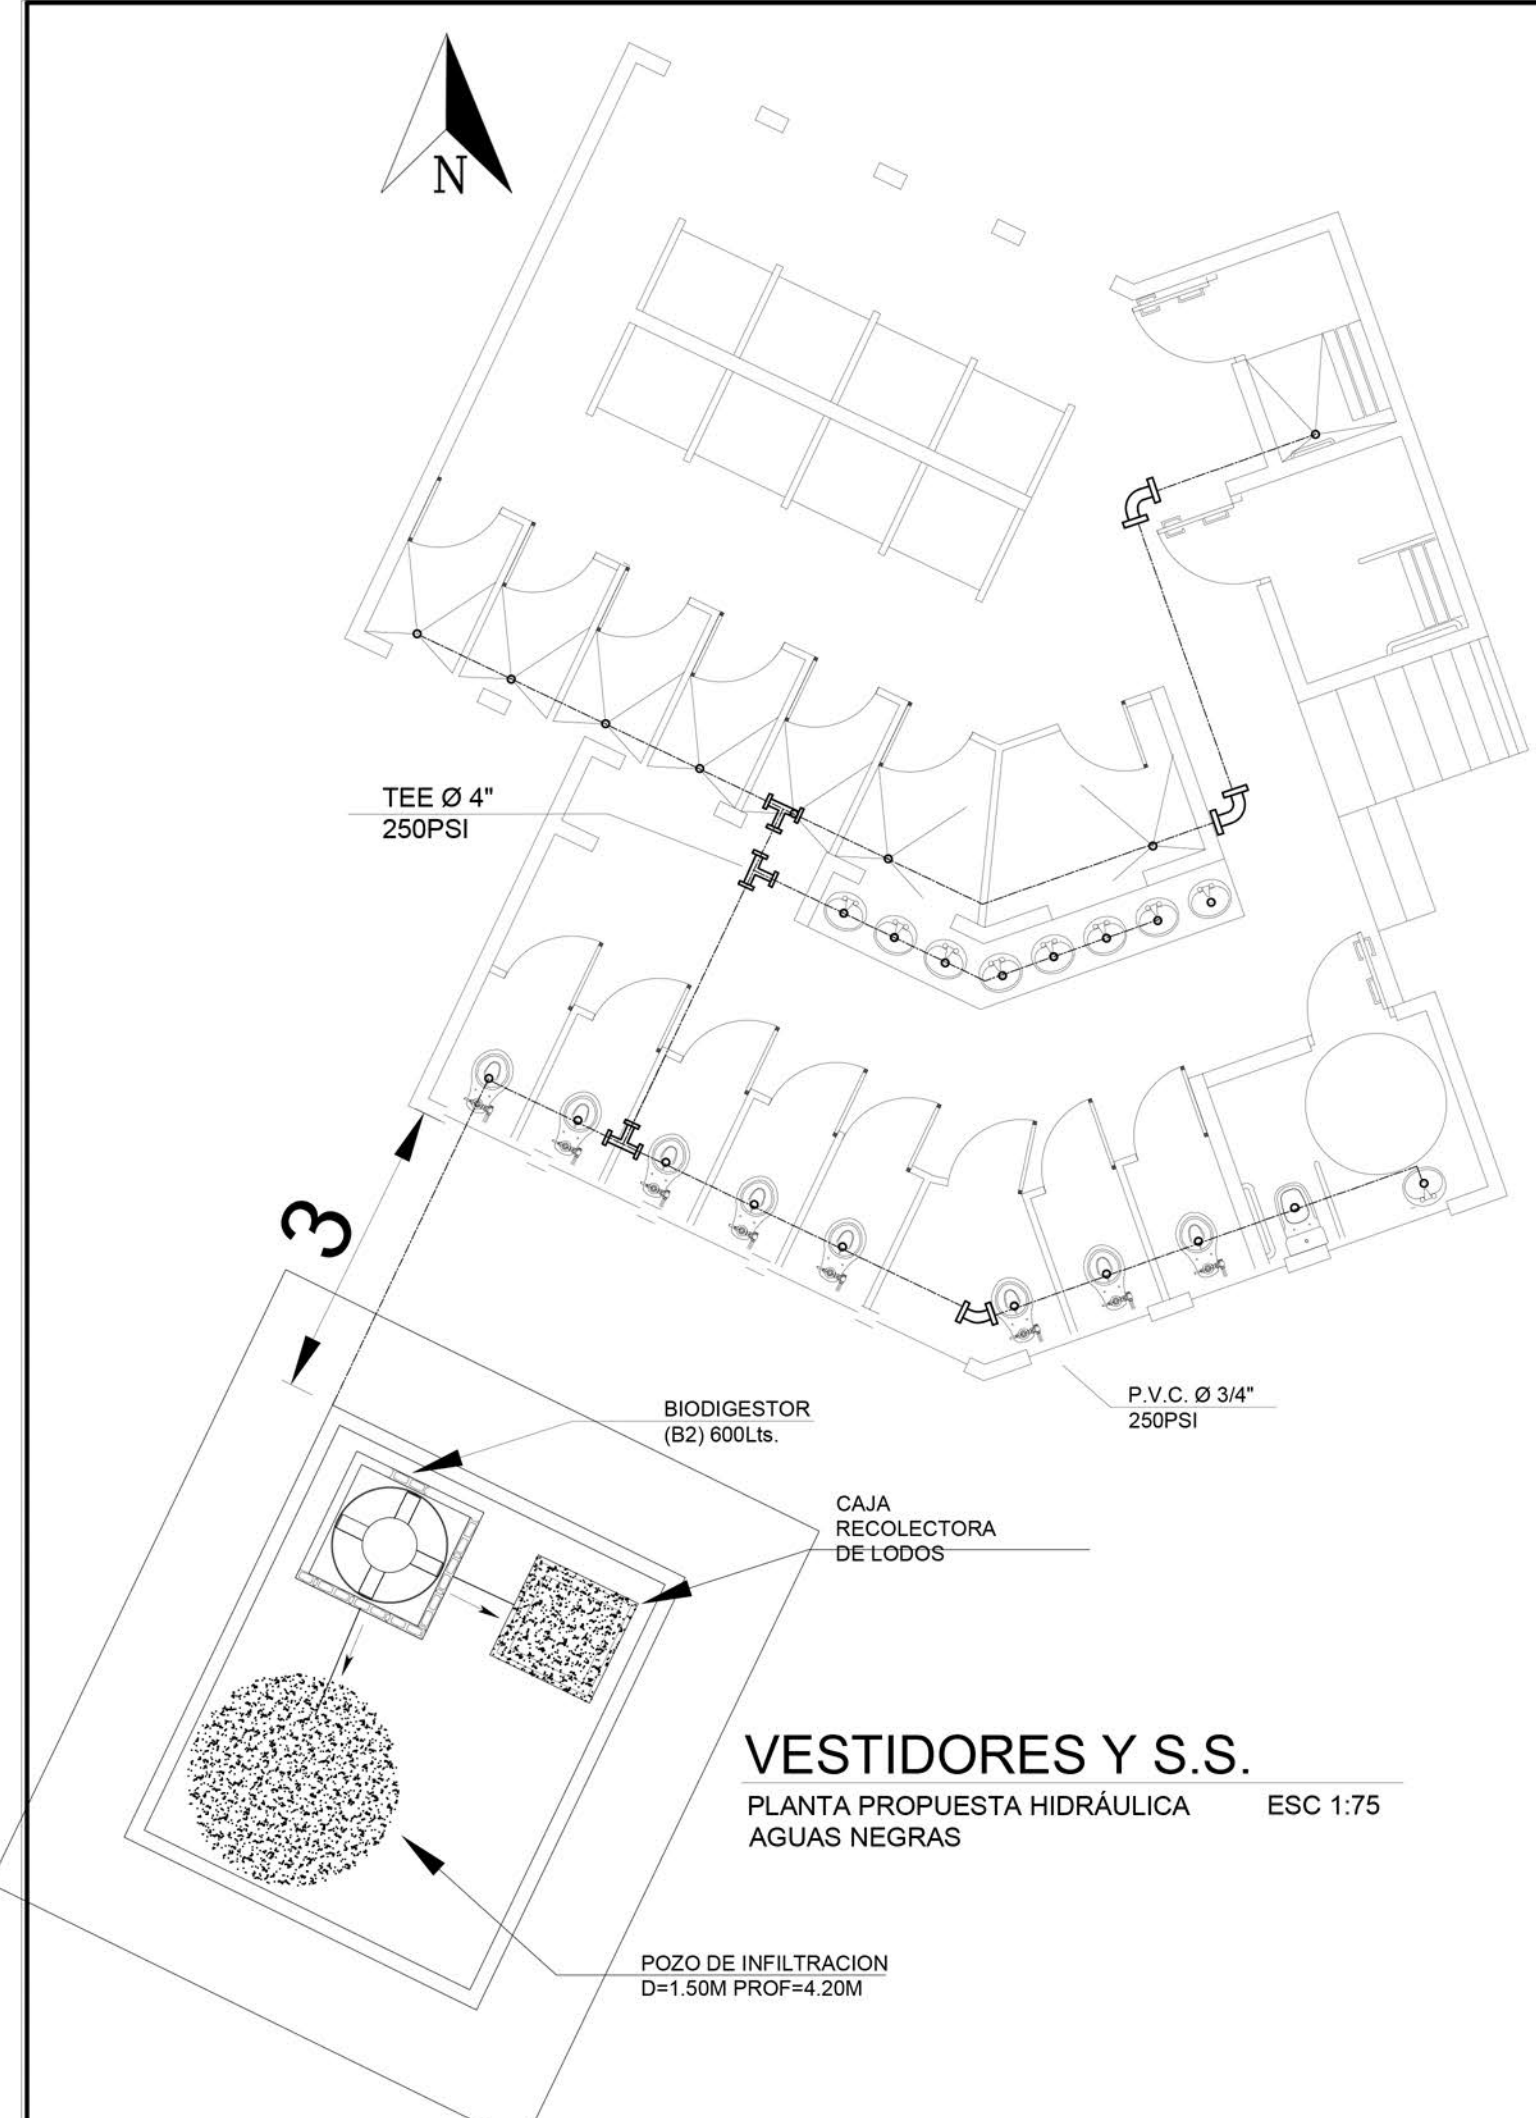 N
TEE Ø 4"
250PSI
3
P.V.C. Ø 3/4"
250PSI
BIODIGESTOR
(B2) 600Lts.
CAJA
RECOLECTORA
DE LODOS
VESTIDORES Y S.S.
PLANTA PROPUESTA HIDRÁULICA ESC 1:75
AGUAS NEGRAS
POZO DE INFILTRACION
D=1.50M PROF=4.20M